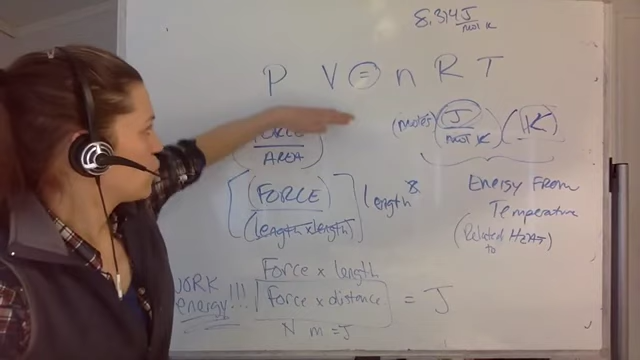 8.314 J
mol K
P V = n R T
(moles) (J / mol K) (K)
(FORCE
AREA)
[(FORCE) / (length x length)] length
Energy From
Temperature
(Related HEAT)
to
Force x length
WORK
energy!!! Force x distance = J
N m = J